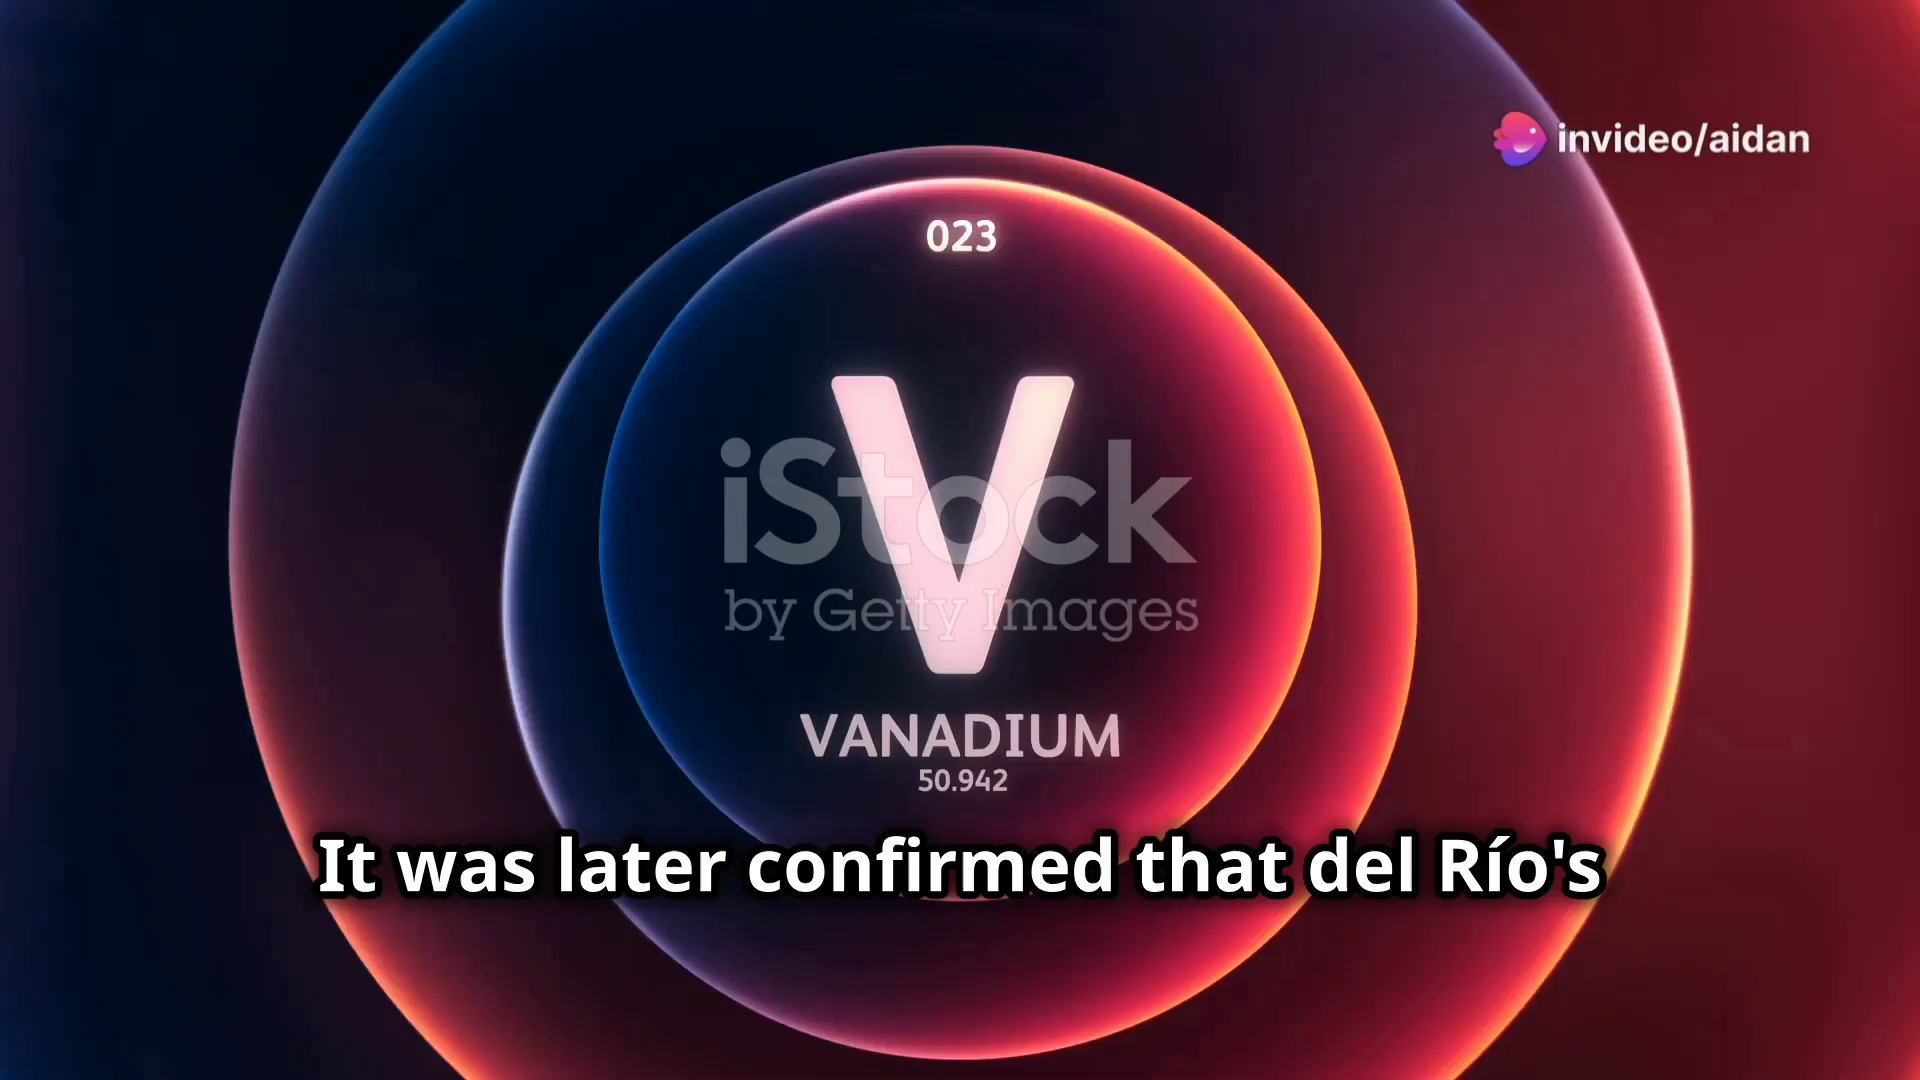 invideo/aidan
023
V
iStock
by Getty Images
VANADIUM
50.942
It was later confirmed that del Río's